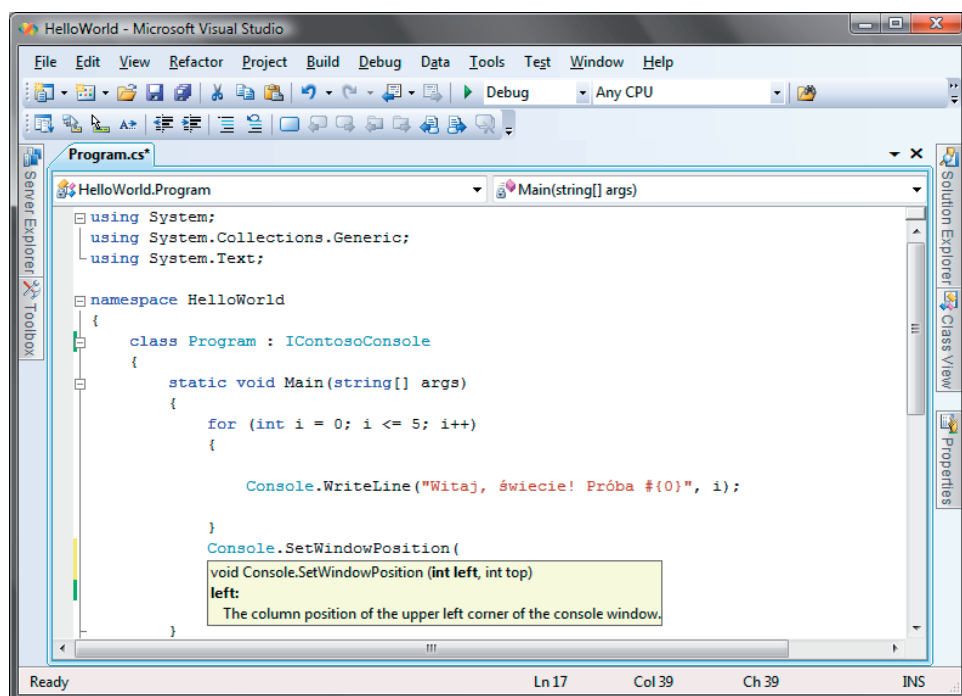 HelloWorld - Microsoft Visual Studio
File Edit View Refactor Project Build Debug Data Tools Test Window Help
Debug Any CPU
Program.cs*
HelloWorld.Program Main(string[] args)
Server Explorer
Toolbox
using System;
using System.Collections.Generic;
using System.Text;
namespace HelloWorld
{
class Program : IContosoConsole
{
static void Main(string[] args)
{
for (int i = 0; i <= 5; i++)
{
Console.WriteLine("Witaj, świecie! Próba #{0}", i);
}
Console.SetWindowPosition(
void Console.SetWindowPosition (int left, int top)
left:
The column position of the upper left corner of the console window.
}
Solution Explorer
Class View
Properties
Ready Ln 17 Col 39 Ch 39 INS